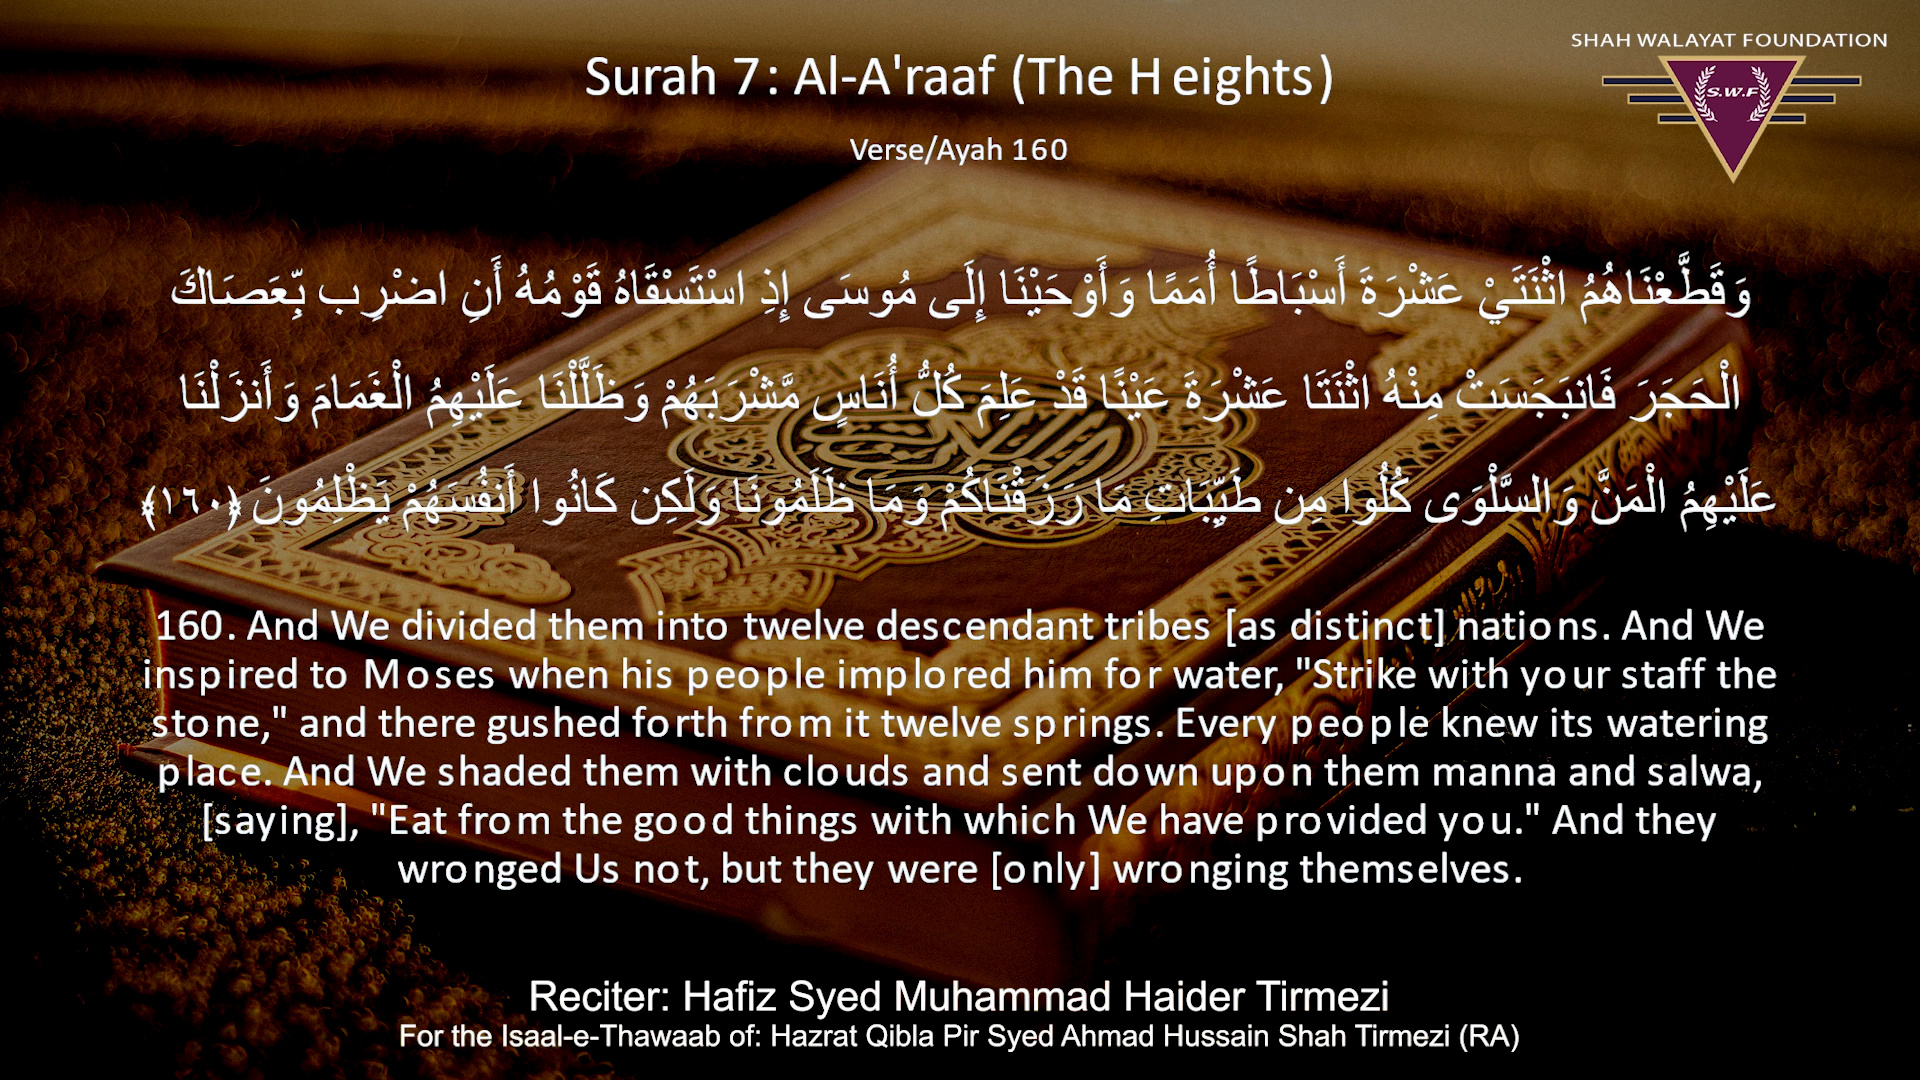 SHAH WALAYAT FOUNDATION
S.W.F
Surah 7: Al-A'raaf (The Heights)
Verse/Ayah 160
وَقَطَّعْنَاهُمُ اثْنَتَيْ عَشْرَةَ أَسْبَاطًا أُمَمًا وَأَوْحَيْنَا إِلَى مُوسَى إِذِ اسْتَسْقَاهُ قَوْمُهُ أَنِ اضْرِب بِّعَصَاكَ
الْحَجَرَ فَانبَجَسَتْ مِنْهُ اثْنَتَا عَشْرَةَ عَيْنًا قَدْ عَلِمَ كُلُّ أُنَاسٍ مَّشْرَبَهُمْ وَظَلَّلْنَا عَلَيْهِمُ الْغَمَامَ وَأَنزَلْنَا
عَلَيْهِمُ الْمَنَّ وَالسَّلْوَى كُلُوا مِن طَيِّبَاتِ مَا رَزَقْنَاكُمْ وَمَا ظَلَمُونَا وَلَكِن كَانُوا أَنفُسَهُمْ يَظْلِمُونَ ﴿١٦٠﴾
160. And We divided them into twelve descendant tribes [as distinct] nations. And We
inspired to Moses when his people implored him for water, "Strike with your staff the
stone," and there gushed forth from it twelve springs. Every people knew its watering
place. And We shaded them with clouds and sent down upon them manna and salwa,
[saying], "Eat from the good things with which We have provided you." And they
wronged Us not, but they were [only] wronging themselves.
Reciter: Hafiz Syed Muhammad Haider Tirmezi
For the Isaal-e-Thawaab of: Hazrat Qibla Pir Syed Ahmad Hussain Shah Tirmezi (RA)